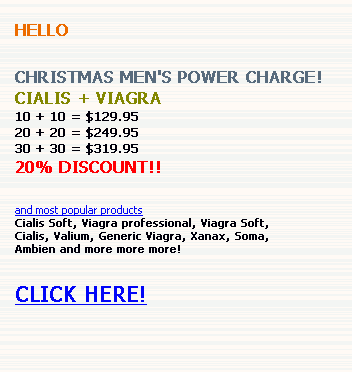 HELLO
CHRISTMAS MEN'S POWER CHARGE!
CIALIS + VIAGRA
10 + 10 = $129.95
20 + 20 = $249.95
30 + 30 = $319.95
20% DISCOUNT!!
and most popular products
Cialis Soft, Viagra professional, Viagra Soft,
Cialis, Valium, Generic Viagra, Xanax, Soma,
Ambien and more more more!
CLICK HERE!